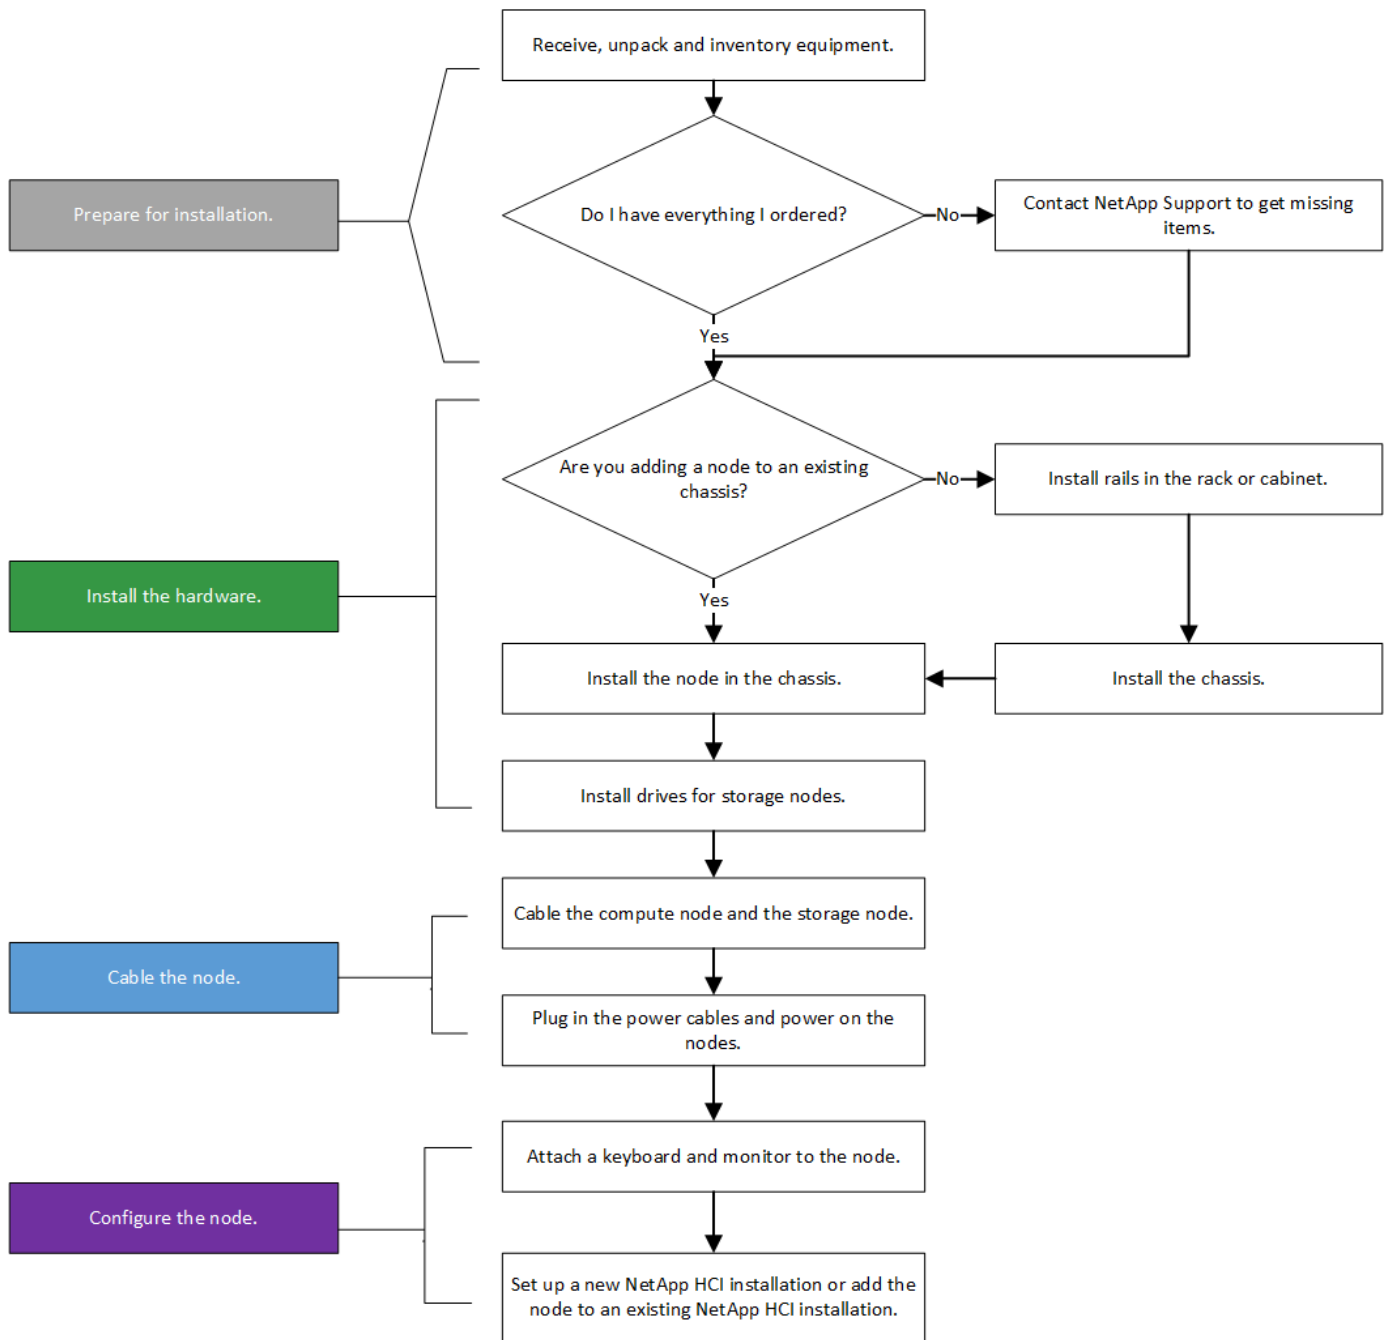 Receive, unpack and inventory equipment.
Prepare for installation.
Do I have everything I ordered?
No
Contact NetApp Support to get missing
items.
Yes
Are you adding a node to an existing
chassis?
No
Install rails in the rack or cabinet.
Install the hardware.
Yes
Install the node in the chassis.
Install the chassis.
Install drives for storage nodes.
Cable the compute node and the storage node.
Cable the node.
Plug in the power cables and power on the
nodes.
Attach a keyboard and monitor to the node.
Configure the node.
Set up a new NetApp HCI installation or add the
node to an existing NetApp HCI installation.